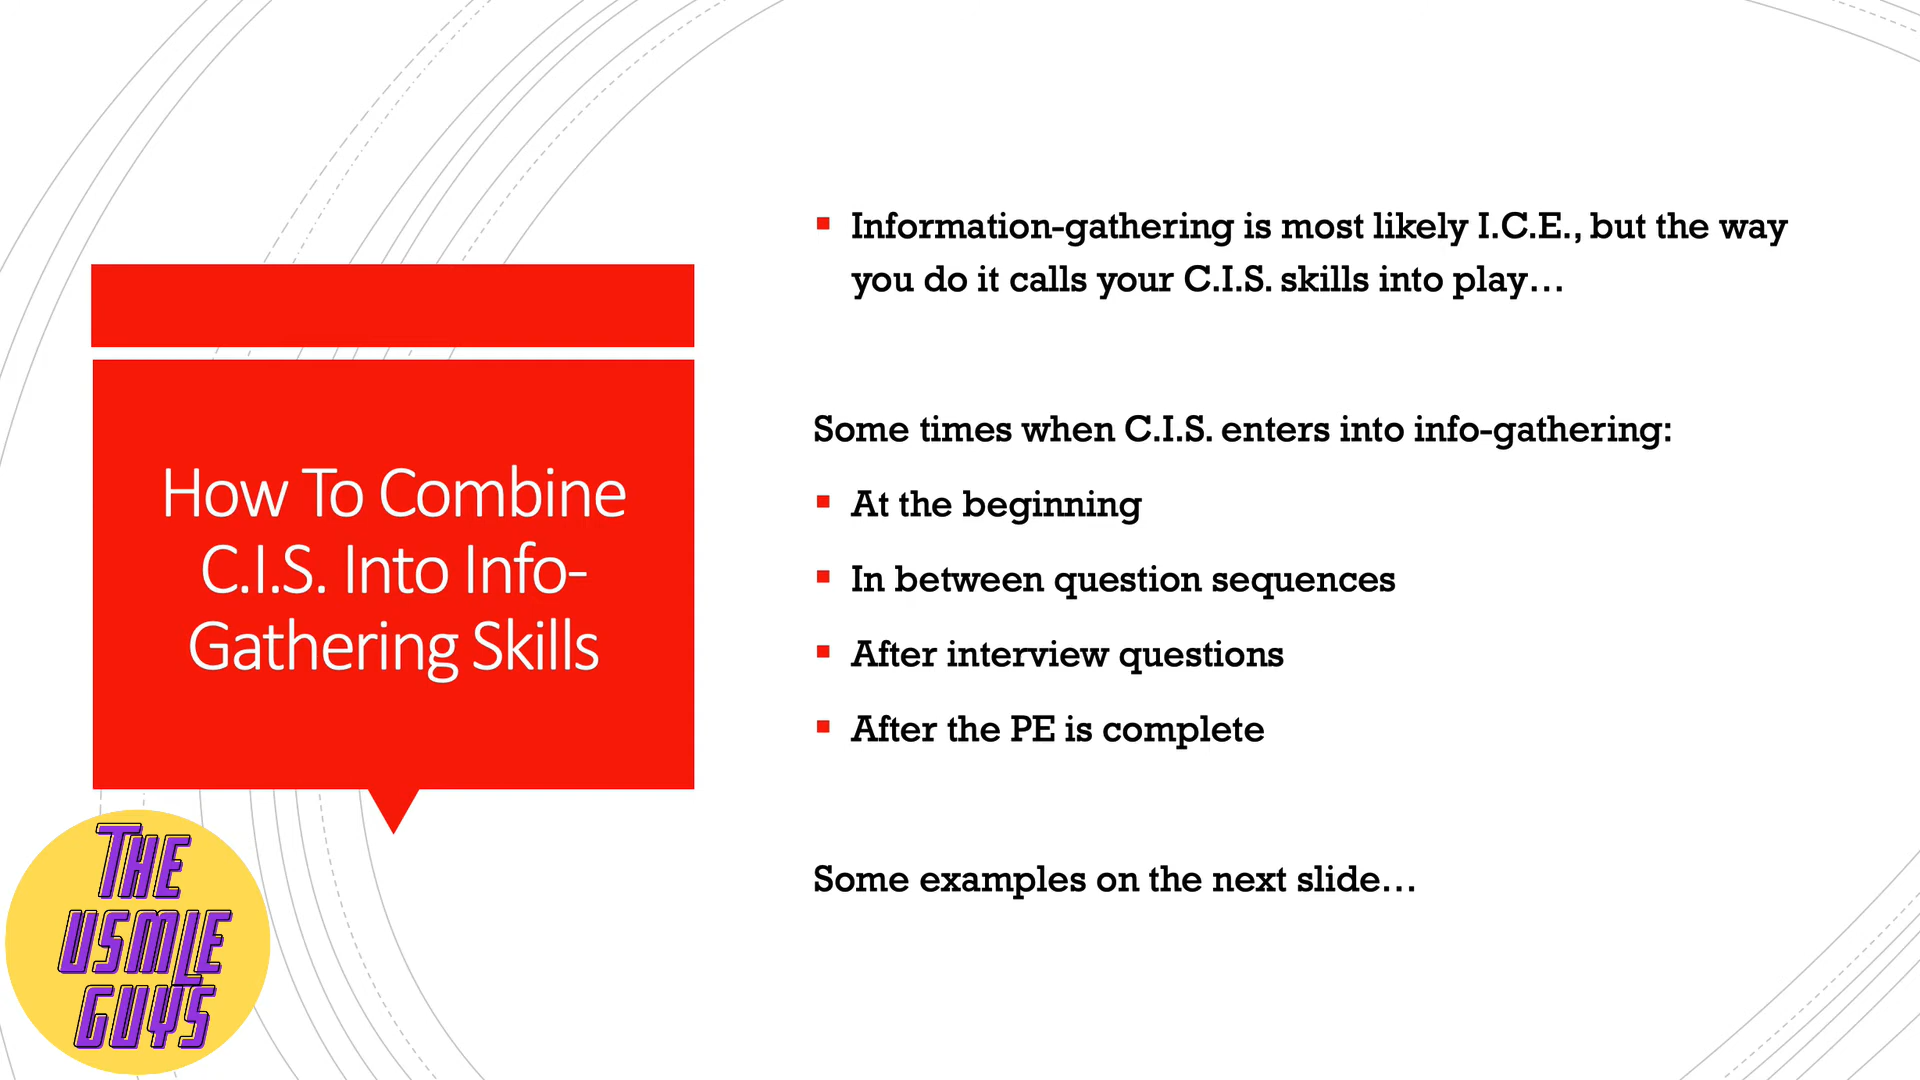 How To Combine
C.I.S. Into Info-
Gathering Skills
Information-gathering is most likely I.C.E., but the way
you do it calls your C.I.S. skills into play…
Some times when C.I.S. enters into info-gathering:
At the beginning
In between question sequences
After interview questions
After the PE is complete
Some examples on the next slide…
THE
USMLE
GUYS